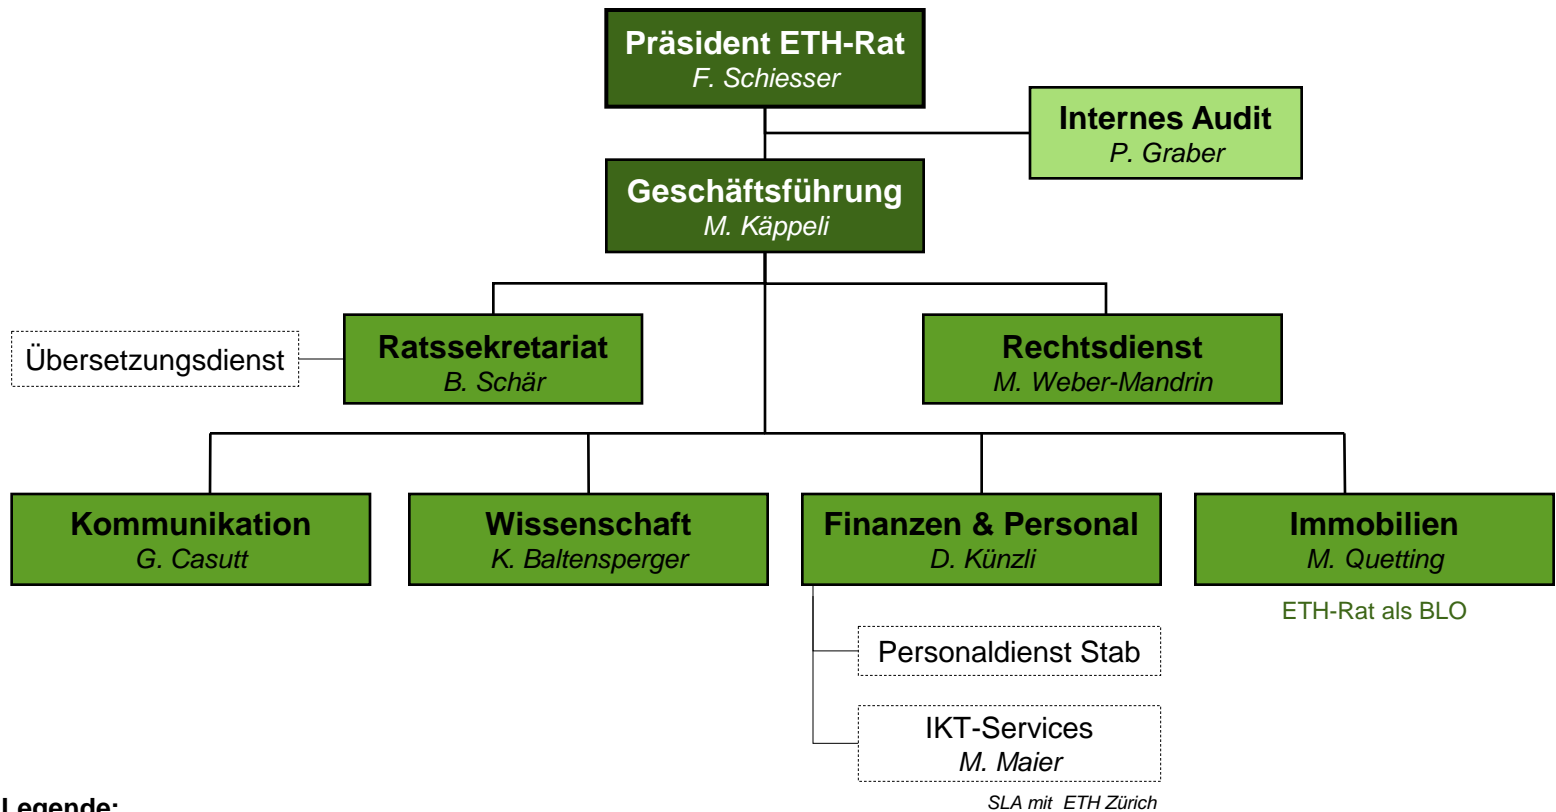 Präsident ETH-Rat
F. Schiesser
Internes Audit
P. Graber
Geschäftsführung
M. Käppeli
Übersetzungsdienst
Ratssekretariat
B. Schär
Rechtsdienst
M. Weber-Mandrin
Kommunikation
G. Casutt
Wissenschaft
K. Baltensperger
Finanzen & Personal
D. Künzli
Immobilien
M. Quetting
ETH-Rat als BLO
Personaldienst Stab
IKT-Services
M. Maier
SLA mit ETH Zürich
Legende: